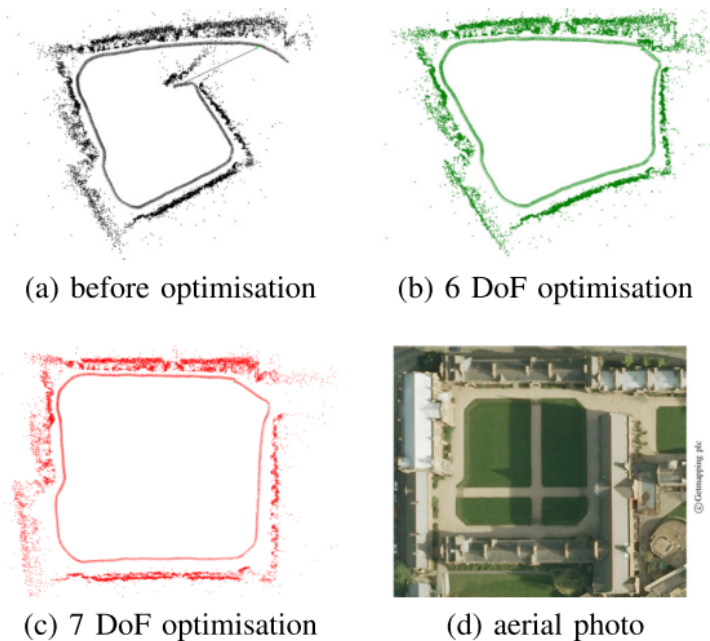 (a) before optimisation
(b) 6 DoF optimisation
©Getmapping plc
(c) 7 DoF optimisation
(d) aerial photo